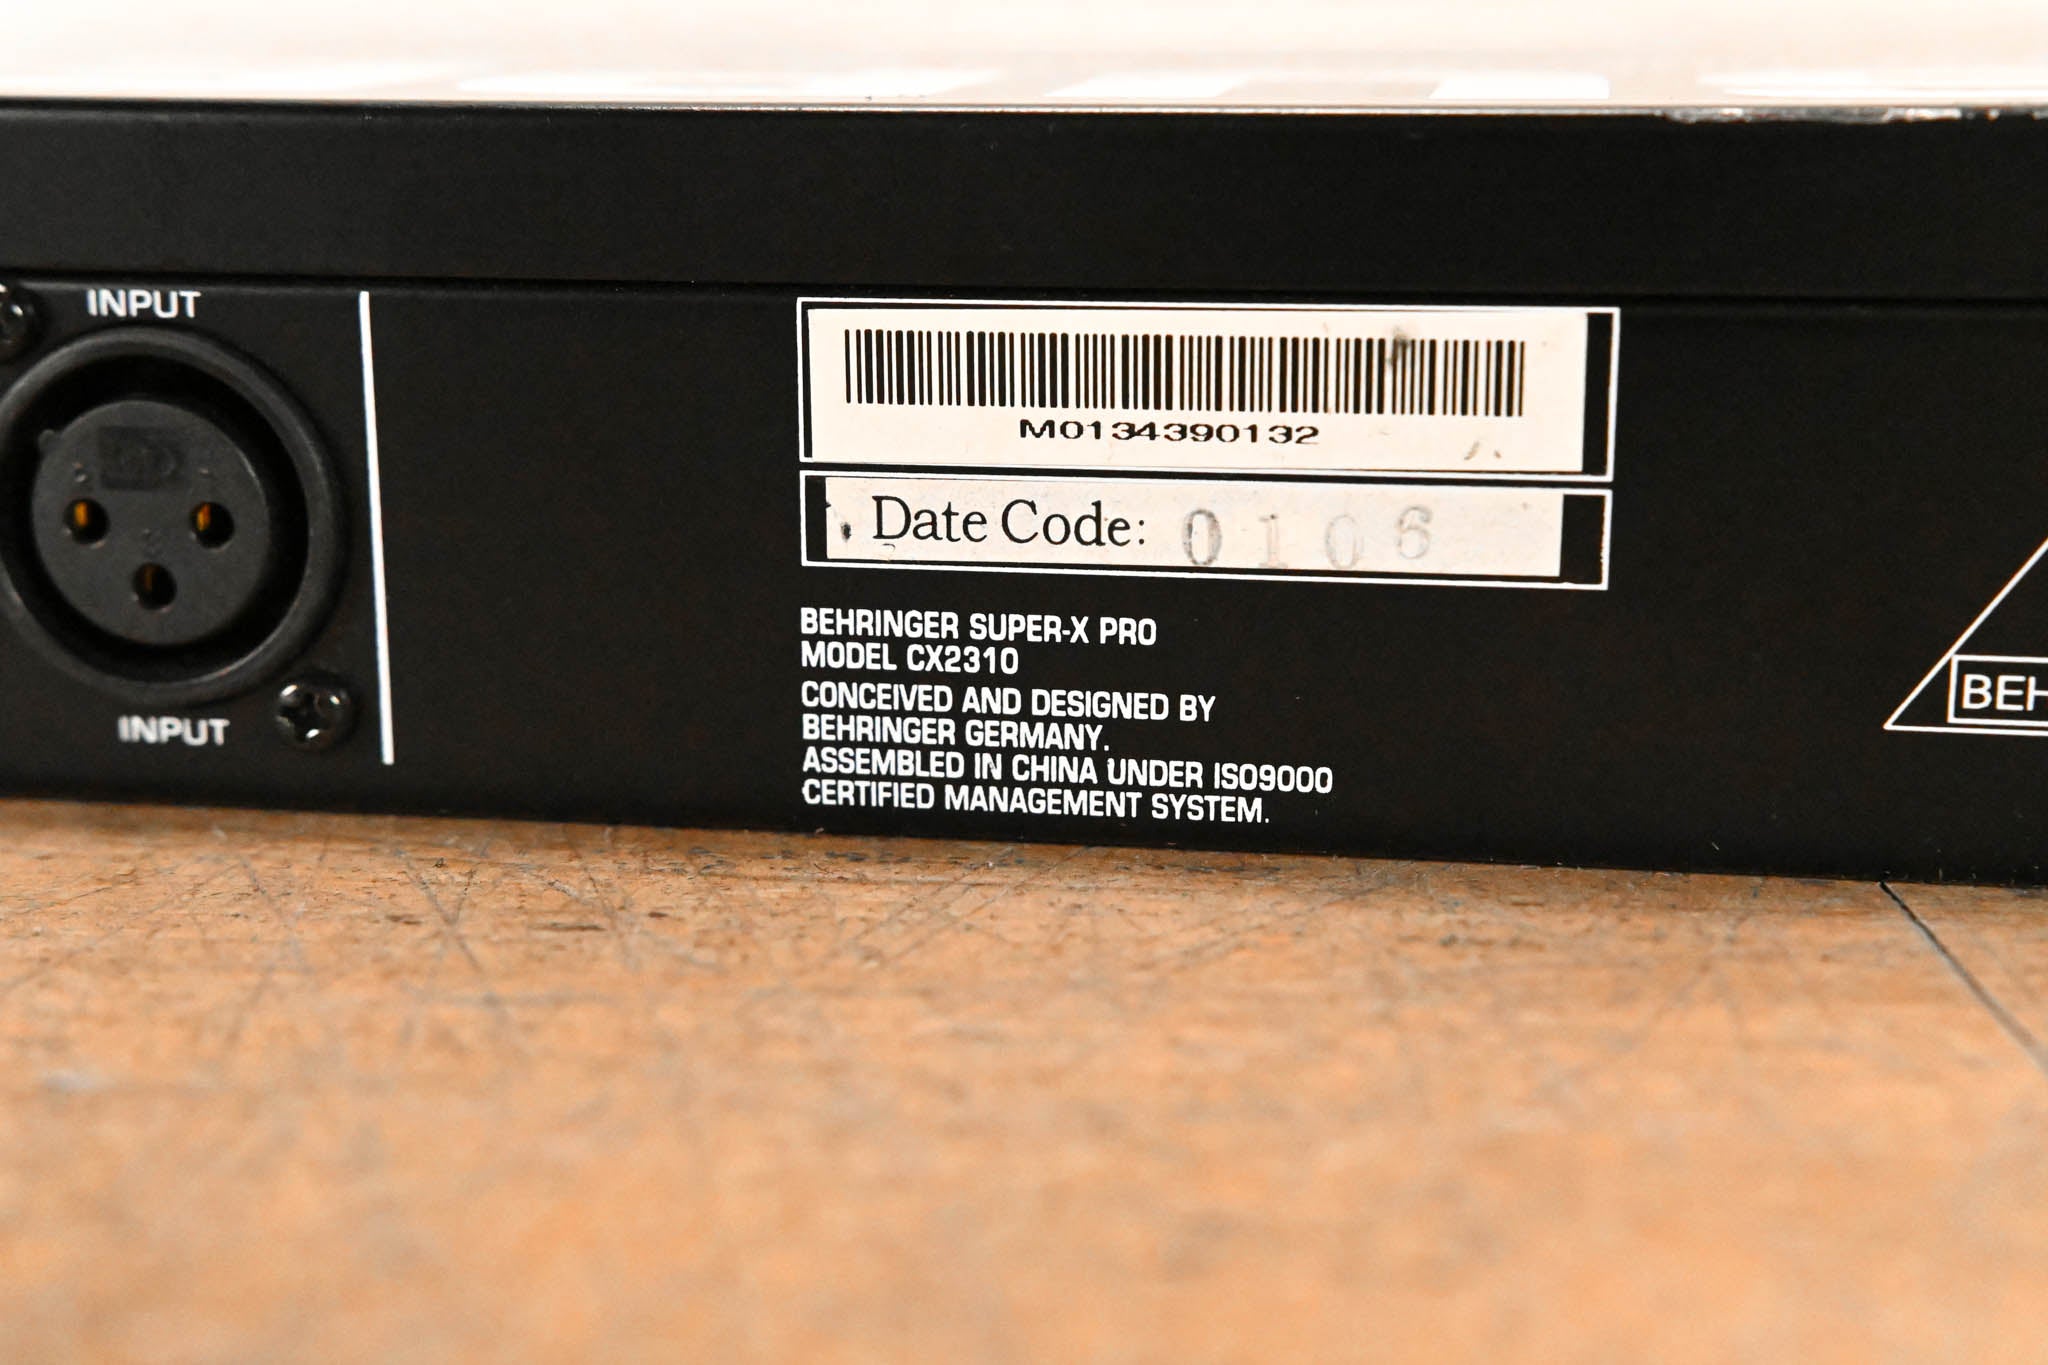 INPUT
INPUT
M0134390132
Date Code: 0106
BEHRINGER SUPER-X PRO
MODEL CX2310
CONCEIVED AND DESIGNED BY
BEHRINGER GERMANY.
ASSEMBLED IN CHINA UNDER ISO9000
CERTIFIED MANAGEMENT SYSTEM.
BEH